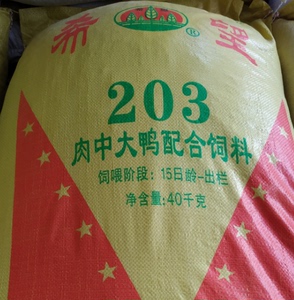 希望
®
203
肉中大鸭配合饲料
饲喂阶段: 15日龄-出栏
净含量:40千克